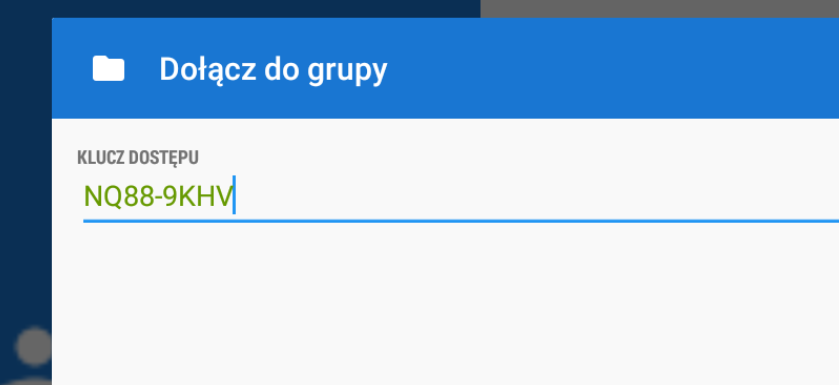 Dołącz do grupy
KLUCZ DOSTĘPU
NQ88-9KHV